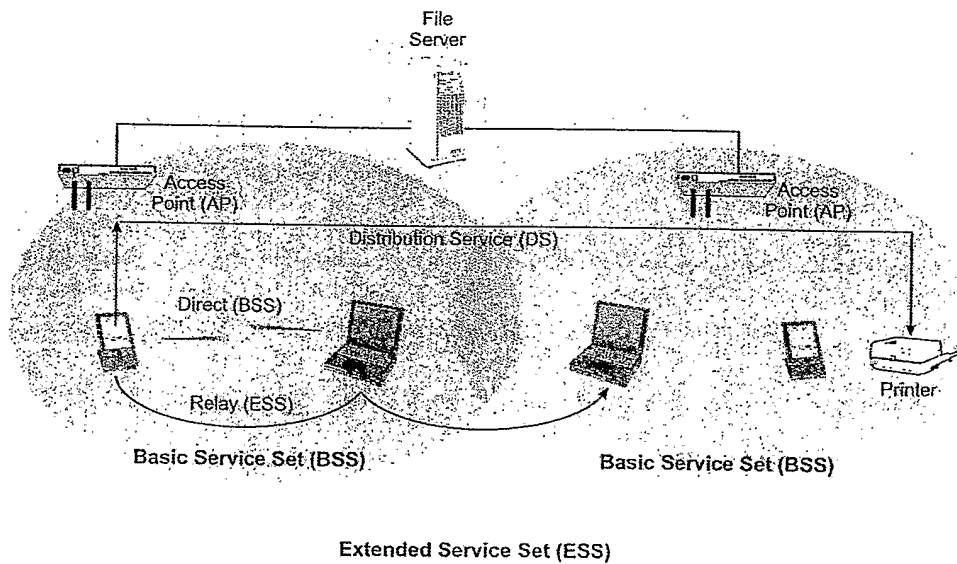 File
Server
Access
Point (AP)
Access
Point (AP)
Distribution Service (DS)
Direct (BSS)
Relay (ESS)
Printer
Basic Service Set (BSS)
Basic Service Set (BSS)
Extended Service Set (ESS)